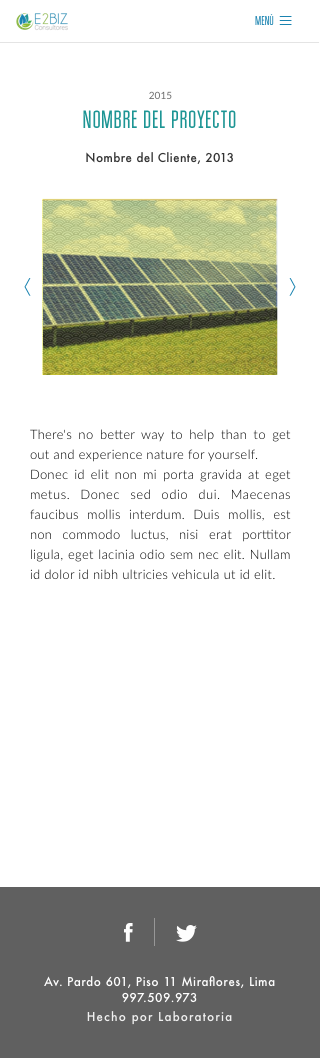 E2BIZ
Consultores
MENÚ
2015
NOMBRE DEL PROYECTO
Nombre del Cliente, 2013
There's no better way to help than to get
out and experience nature for yourself.
Donec id elit non mi porta gravida at eget
metus. Donec sed odio dui. Maecenas
faucibus mollis interdum. Duis mollis, est
non commodo luctus, nisi erat porttitor
ligula, eget lacinia odio sem nec elit. Nullam
id dolor id nibh ultricies vehicula ut id elit.
Av. Pardo 601, Piso 11 Miraflores, Lima
997.509.973
Hecho por Laboratoria